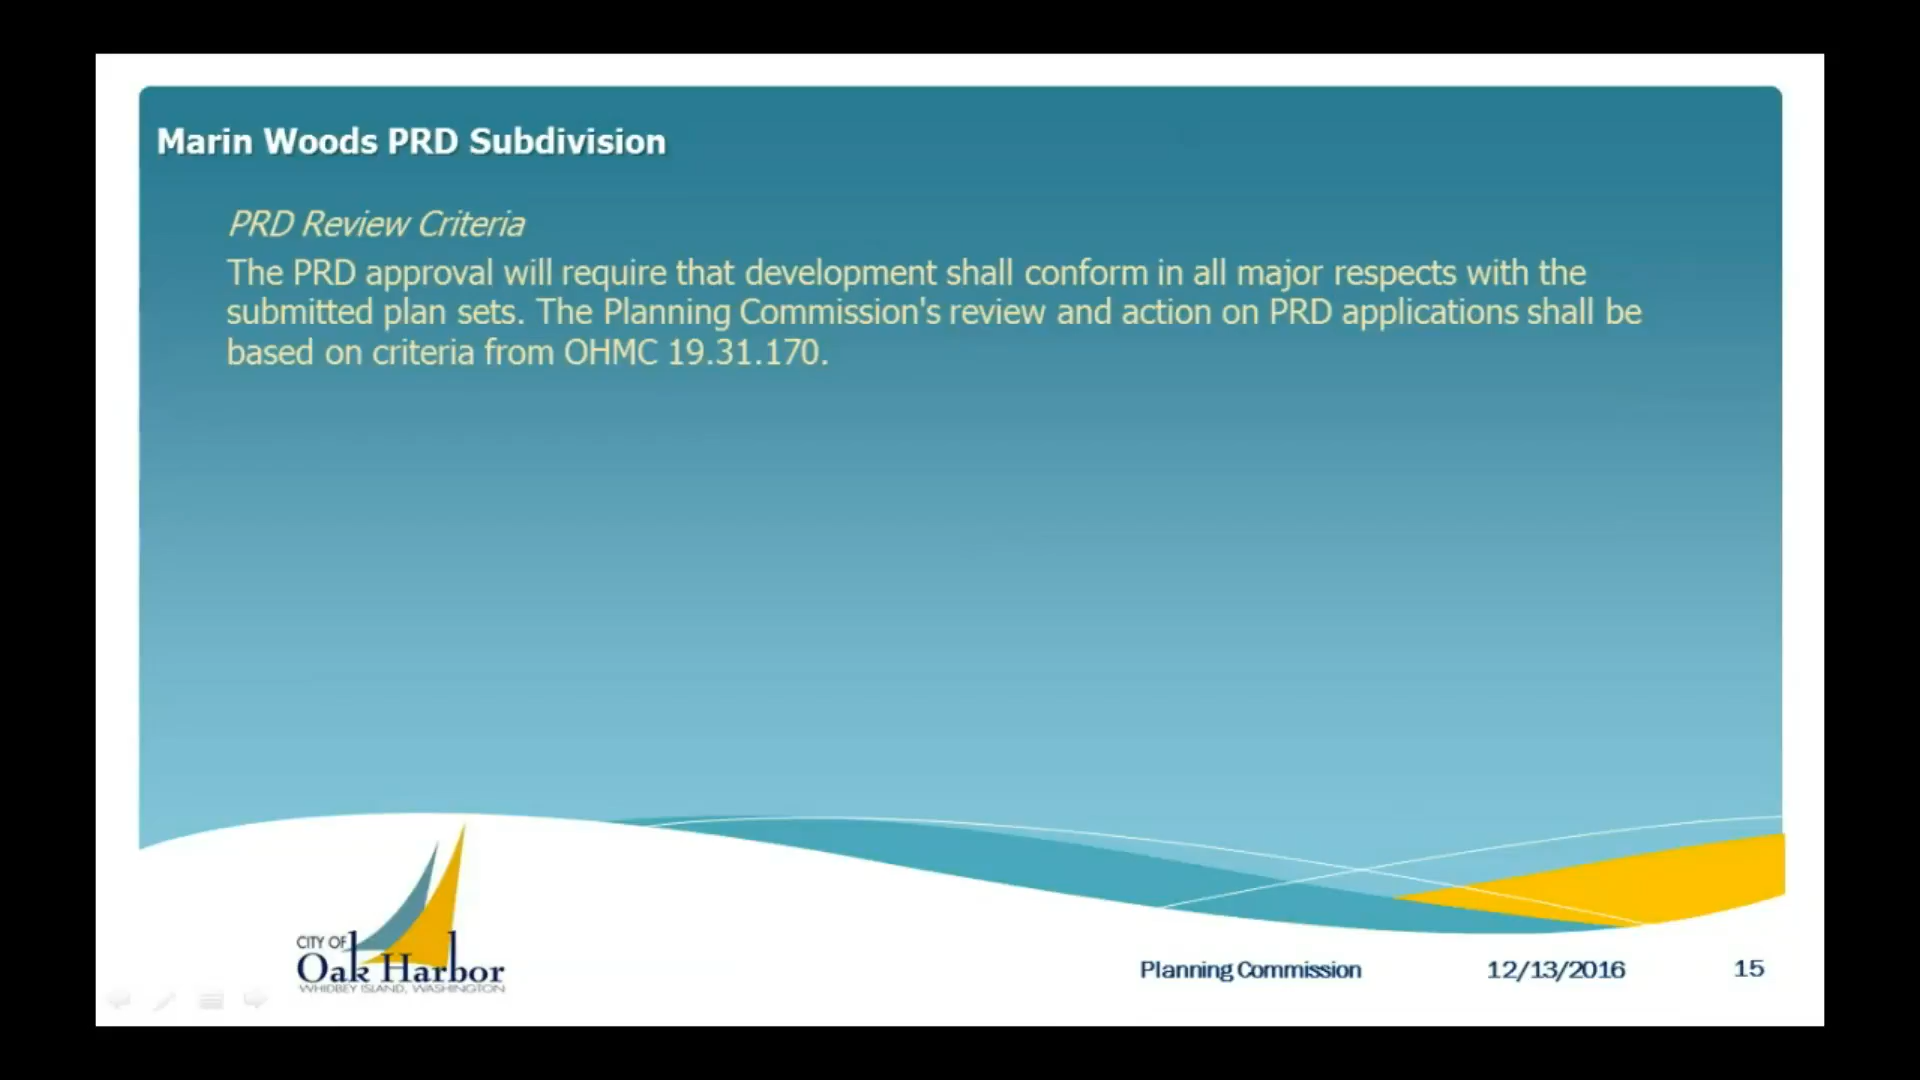 Marin Woods PRD Subdivision
PRD Review Criteria
The PRD approval will require that development shall conform in all major respects with the
submitted plan sets. The Planning Commission's review and action on PRD applications shall be
based on criteria from OHMC 19.31.170.
CITY OF
Oak Harbor
WHIDBEY ISLAND, WASHINGTON
Planning Commission 12/13/2016 15